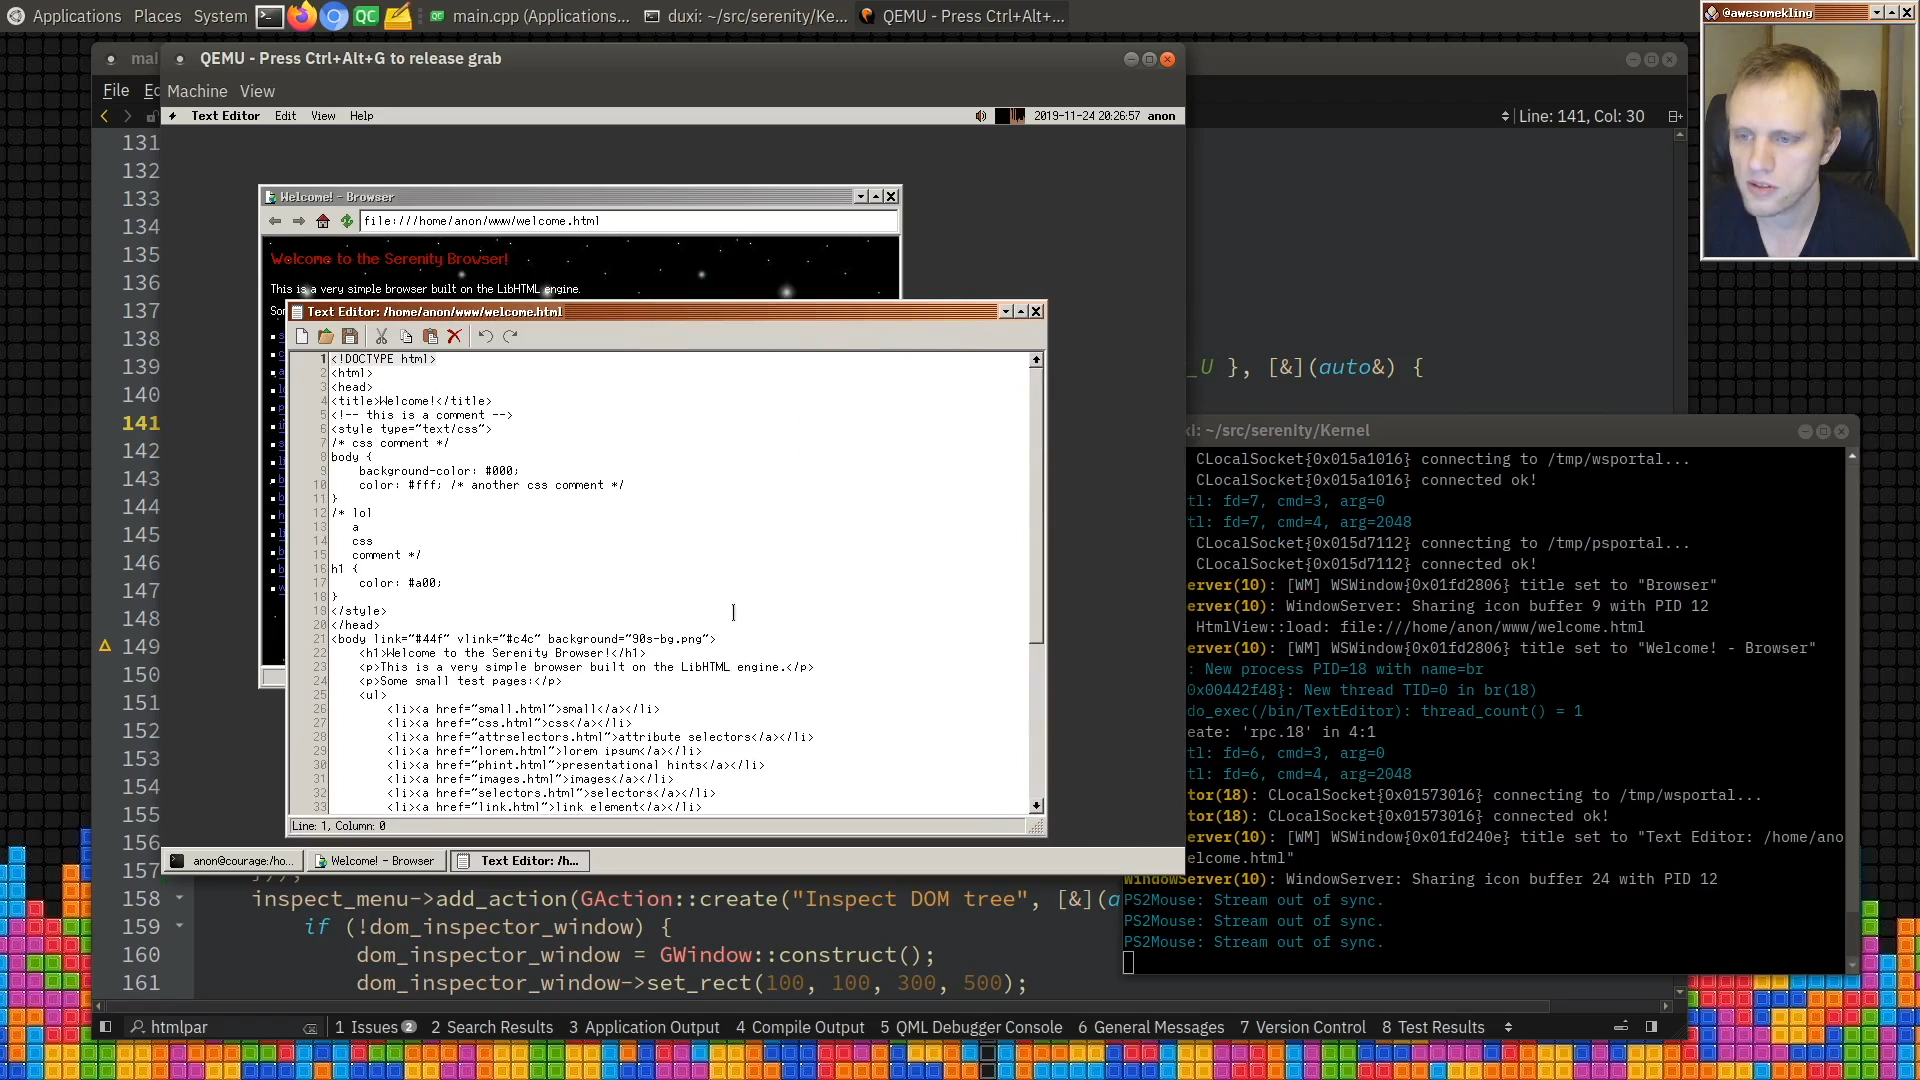 Applications Places System QC QC main.cpp (Applications... duxi: ~/src/serenity/Ke... QEMU - Press Ctrl+Alt+...
@awesomekling
QEMU - Press Ctrl+Alt+G to release grab
File
Machine View
Line: 141, Col: 30
Text Editor Edit View Help
2019-11-24 20:26:57 anon
131
132
133
134
135
136
137
138
139
140
141
142
143
144
145
146
147
148
149
150
151
152
153
154
155
156
157
Welcome! - Browser
file:///home/anon/www/welcome.html
Welcome to the Serenity Browser!
This is a very simple browser built on the LibHTML engine.
Text Editor: /home/anon/www/welcome.html
1 <!DOCTYPE html>
2 <html>
3 <head>
4 <title>Welcome!</title>
5 <!-- this is a comment -->
6 <style type="text/css">
7 /* css comment */
8 body {
9 background-color: #000;
10 color: #fff; /* another css comment */
11 }
12 /* lol
13 a
14 css
15 comment */
16 h1 {
17 color: #a00;
18 }
19 </style>
20 </head>
21 <body link="#44f" vlink="#c4c" background="90s-bg.png">
22 <h1>Welcome to the Serenity Browser!</h1>
23 <p>This is a very simple browser built on the LibHTML engine.</p>
24 <p>Some small test pages:</p>
25 <ul>
26 <li><a href="small.html">small</a></li>
27 <li><a href="css.html">css</a></li>
28 <li><a href="attrselectors.html">attribute selectors</a></li>
29 <li><a href="lorem.html">lorem ipsum</a></li>
30 <li><a href="phint.html">presentational hints</a></li>
31 <li><a href="images.html">images</a></li>
32 <li><a href="selectors.html">selectors</a></li>
33 <li><a href="link.html">link element</a></li>
Line: 1, Column: 0
anon@courage:/ho... Welcome! - Browser Text Editor: /h...
_U }, [&](auto&) {
: ~/src/serenity/Kernel
CLocalSocket{0x015a1016} connecting to /tmp/wsportal...
CLocalSocket{0x015a1016} connected ok!
tl: fd=7, cmd=3, arg=0
tl: fd=7, cmd=4, arg=2048
CLocalSocket{0x015d7112} connecting to /tmp/psportal...
CLocalSocket{0x015d7112} connected ok!
erver(10): [WM] WSWindow{0x01fd2806} title set to "Browser"
erver(10): WindowServer: Sharing icon buffer 9 with PID 12
HtmlView::load: file:///home/anon/www/welcome.html
erver(10): [WM] WSWindow{0x01fd2806} title set to "Welcome! - Browser"
: New process PID=18 with name=br
0x00442f48}: New thread TID=0 in br(18)
do_exec(/bin/TextEditor): thread_count() = 1
eate: 'rpc.18' in 4:1
tl: fd=6, cmd=3, arg=0
tl: fd=6, cmd=4, arg=2048
tor(18): CLocalSocket{0x01573016} connecting to /tmp/wsportal...
tor(18): CLocalSocket{0x01573016} connected ok!
erver(10): [WM] WSWindow{0x01fd240e} title set to "Text Editor: /home/ano
elcome.html"
WindowServer(10): WindowServer: Sharing icon buffer 24 with PID 12
PS2Mouse: Stream out of sync.
PS2Mouse: Stream out of sync.
PS2Mouse: Stream out of sync.
158 inspect_menu->add_action(GAction::create("Inspect DOM tree", [&](a
159 if (!dom_inspector_window) {
160 dom_inspector_window = GWindow::construct();
161 dom_inspector_window->set_rect(100, 100, 300, 500);
htmlpar 1 Issues 2 2 Search Results 3 Application Output 4 Compile Output 5 QML Debugger Console 6 General Messages 7 Version Control 8 Test Results